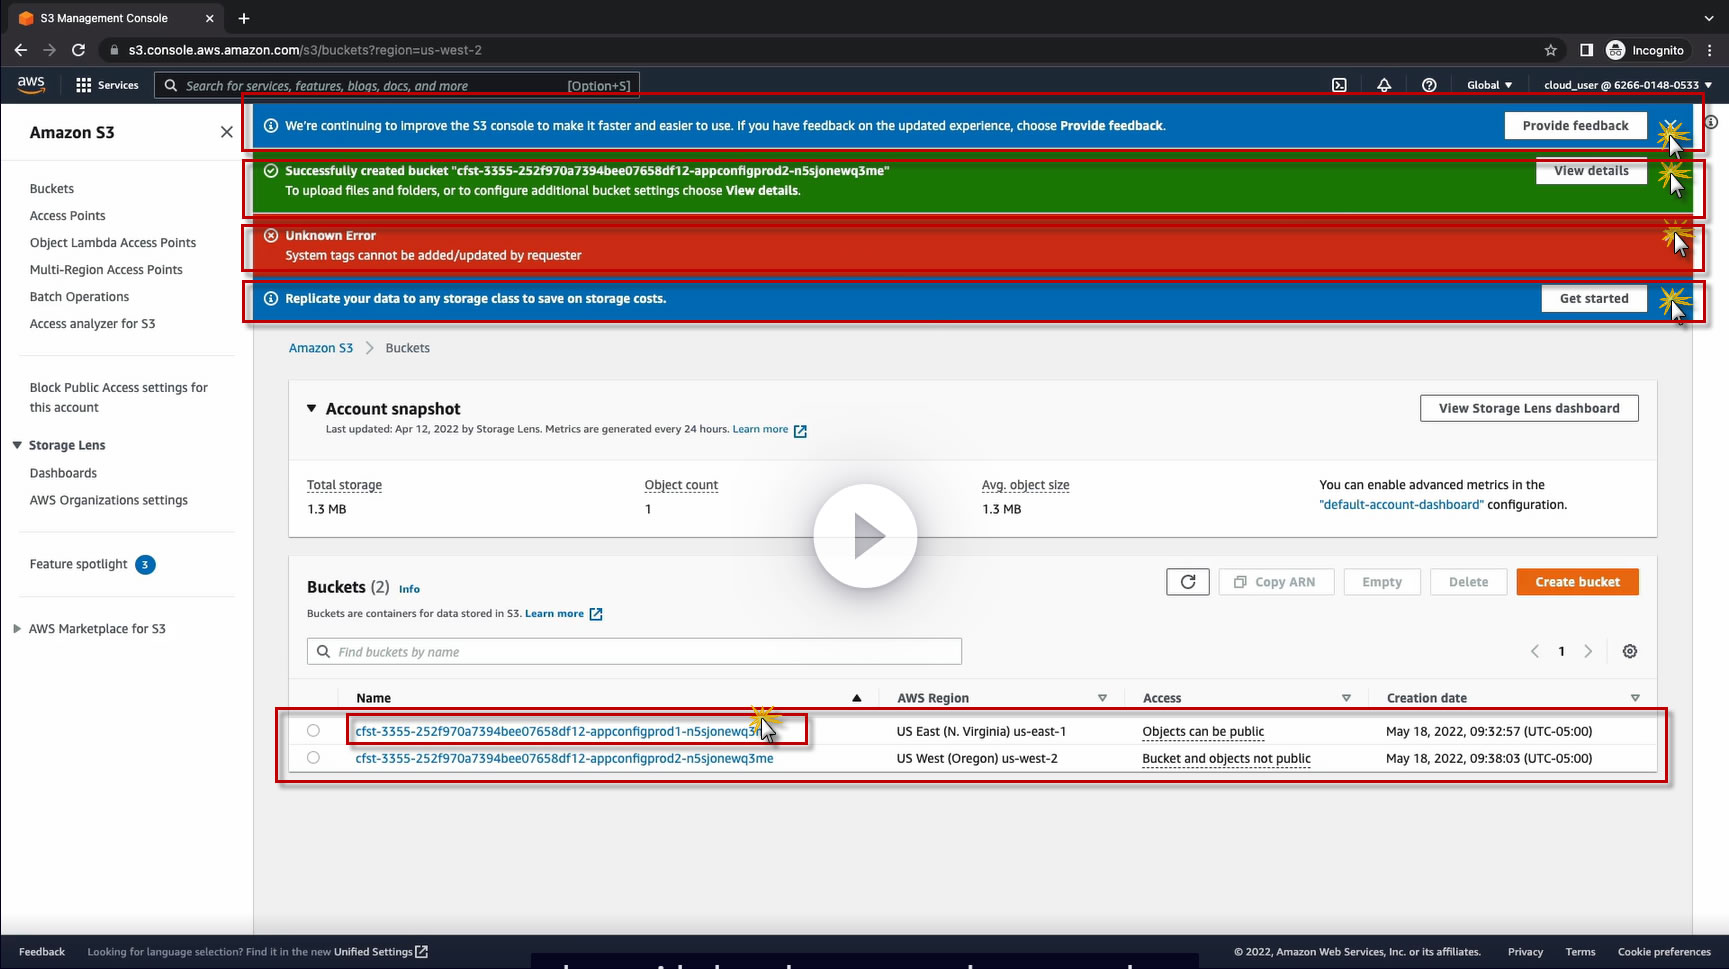 S3 Management Console
s3.console.aws.amazon.com/s3/buckets?region=us-west-2
Incognito
aws
Services
Search for services, features, blogs, docs, and more
[Option+S]
Global
cloud_user @ 6266-0148-0533
Amazon S3
Buckets
Access Points
Object Lambda Access Points
Multi-Region Access Points
Batch Operations
Access analyzer for S3
Block Public Access settings for
this account
Storage Lens
Dashboards
AWS Organizations settings
Feature spotlight 3
AWS Marketplace for S3
We're continuing to improve the S3 console to make it faster and easier to use. If you have feedback on the updated experience, choose Provide feedback.
Provide feedback
Successfully created bucket "cfst-3355-252f970a7394bee07658df12-appconfigprod2-n5sjonewq3me"
To upload files and folders, or to configure additional bucket settings choose View details.
View details
Unknown Error
System tags cannot be added/updated by requester
Replicate your data to any storage class to save on storage costs.
Get started
Amazon S3
Buckets
Account snapshot
Last updated: Apr 12, 2022 by Storage Lens. Metrics are generated every 24 hours. Learn more
View Storage Lens dashboard
Total storage
1.3 MB
Object count
1
Avg. object size
1.3 MB
You can enable advanced metrics in the
"default-account-dashboard" configuration.
Buckets (2) Info
Buckets are containers for data stored in S3. Learn more
Copy ARN
Empty
Delete
Create bucket
Find buckets by name
1
Name
AWS Region
Access
Creation date
cfst-3355-252f970a7394bee07658df12-appconfigprod1-n5sjonewq3
US East (N. Virginia) us-east-1
Objects can be public
May 18, 2022, 09:32:57 (UTC-05:00)
cfst-3355-252f970a7394bee07658df12-appconfigprod2-n5sjonewq3me
US West (Oregon) us-west-2
Bucket and objects not public
May 18, 2022, 09:38:03 (UTC-05:00)
Feedback
Looking for language selection? Find it in the new Unified Settings
© 2022, Amazon Web Services, Inc. or its affiliates.
Privacy
Terms
Cookie preferences